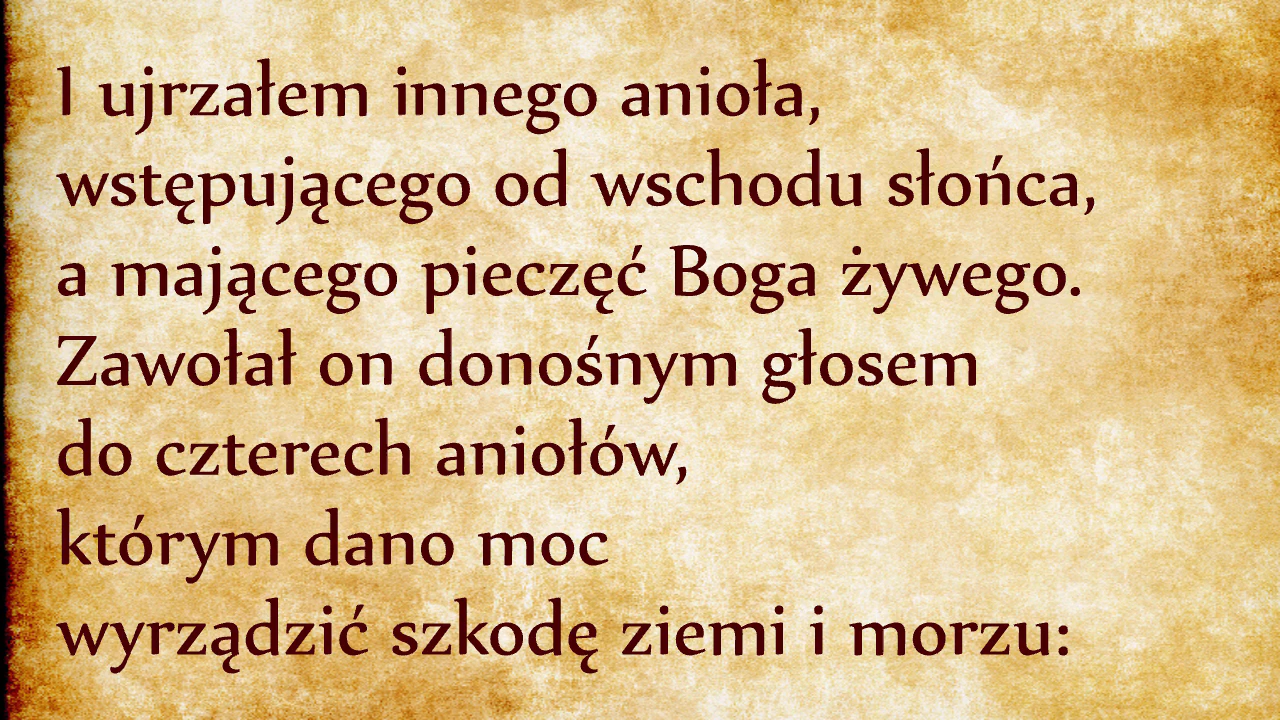 I ujrzałem innego anioła,
wstępującego od wschodu słońca,
a mającego pieczęć Boga żywego.
Zawołał on donośnym głosem
do czterech aniołów,
którym dano moc
wyrządzić szkodę ziemi i morzu: